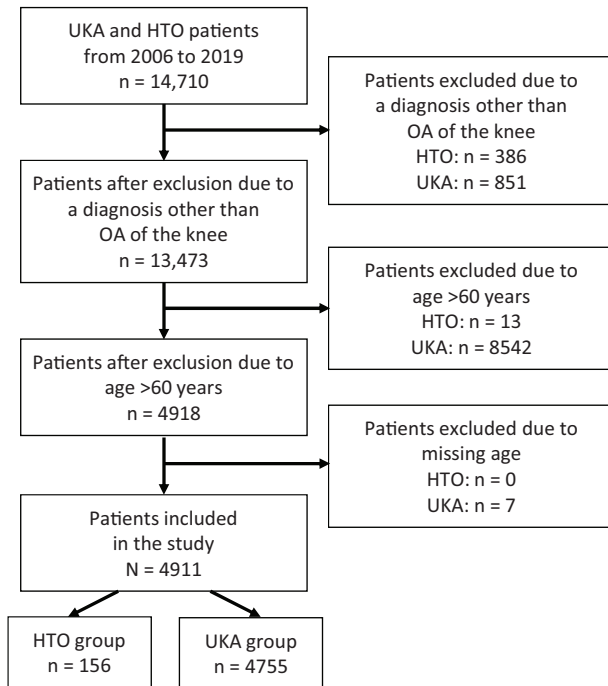 UKA and HTO patients
from 2006 to 2019
n = 14,710
Patients excluded due to
a diagnosis other than
OA of the knee
HTO: n = 386
UKA: n = 851
Patients after exclusion due to
a diagnosis other than
OA of the knee
n = 13,473
Patients excluded due to
age >60 years
HTO: n = 13
UKA: n = 8542
Patients after exclusion due to
age >60 years
n = 4918
Patients excluded due to
missing age
HTO: n = 0
UKA: n = 7
Patients included
in the study
N = 4911
HTO group
n = 156
UKA group
n = 4755